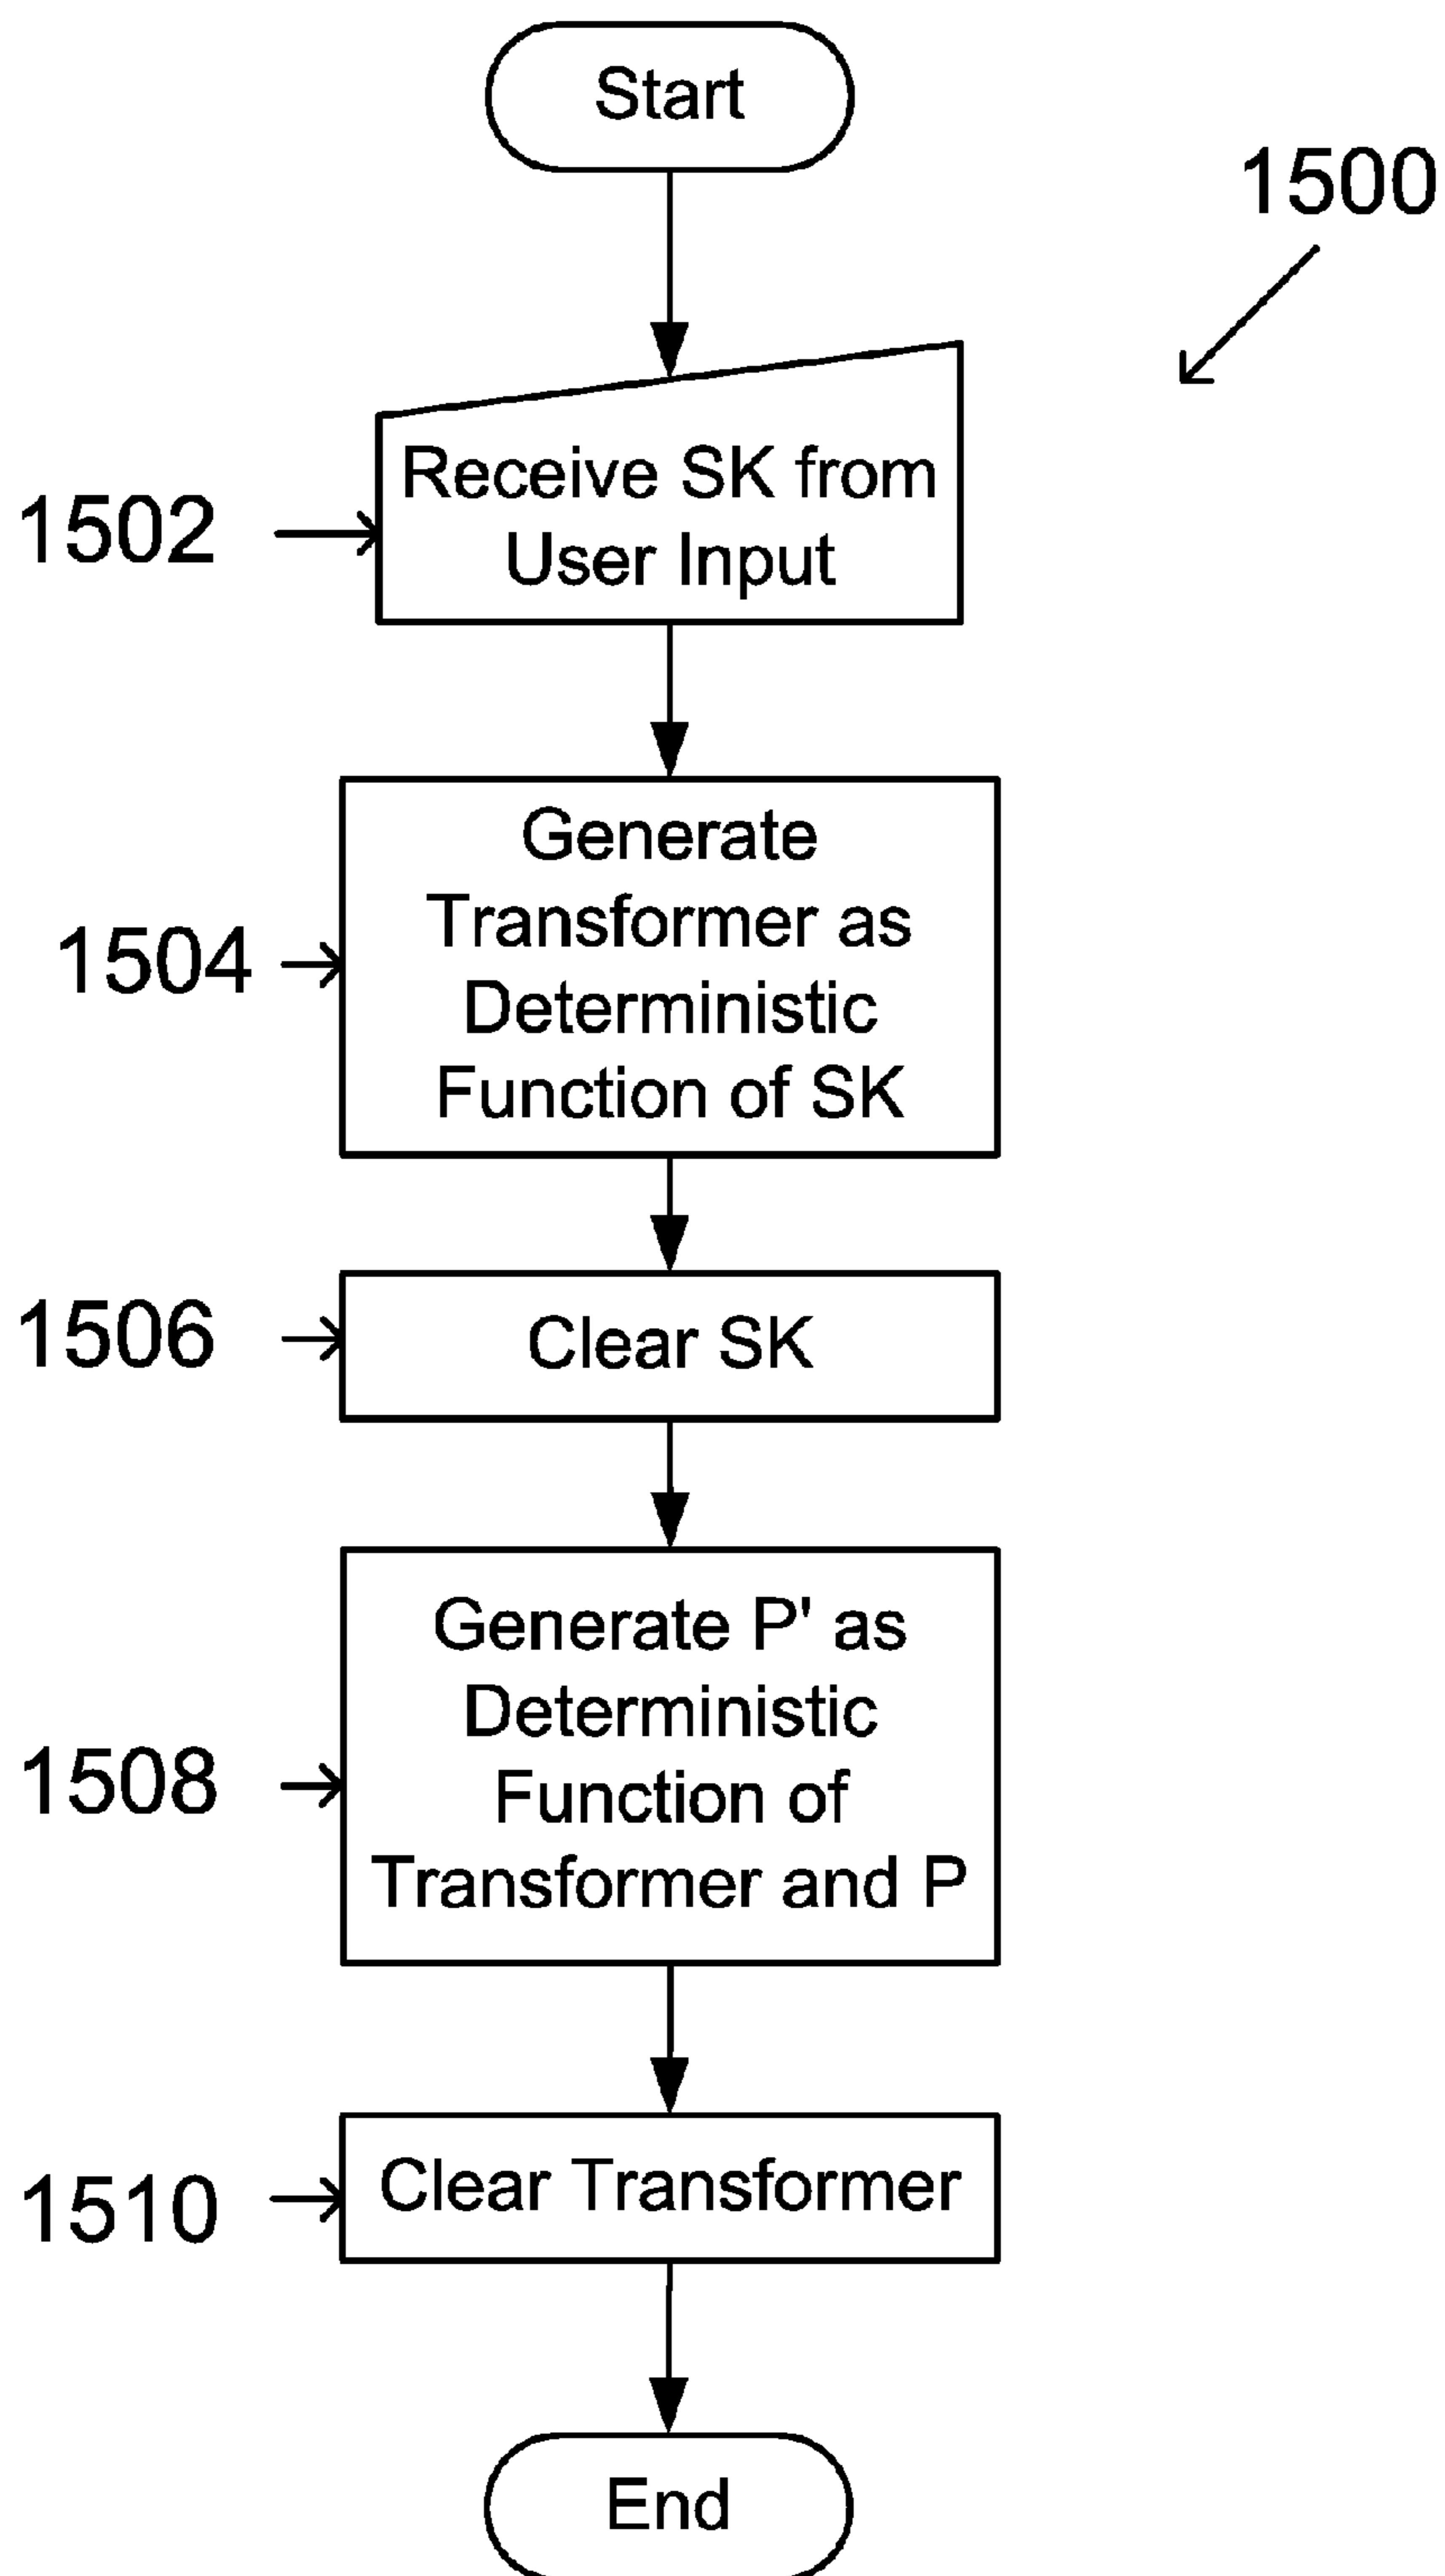 Start
1500
Receive SK from
User Input
1502
Generate
Transformer as
Deterministic
Function of SK
1504
Clear SK
1506
Generate P' as
Deterministic
Function of
Transformer and P
1508
Clear Transformer
1510
End